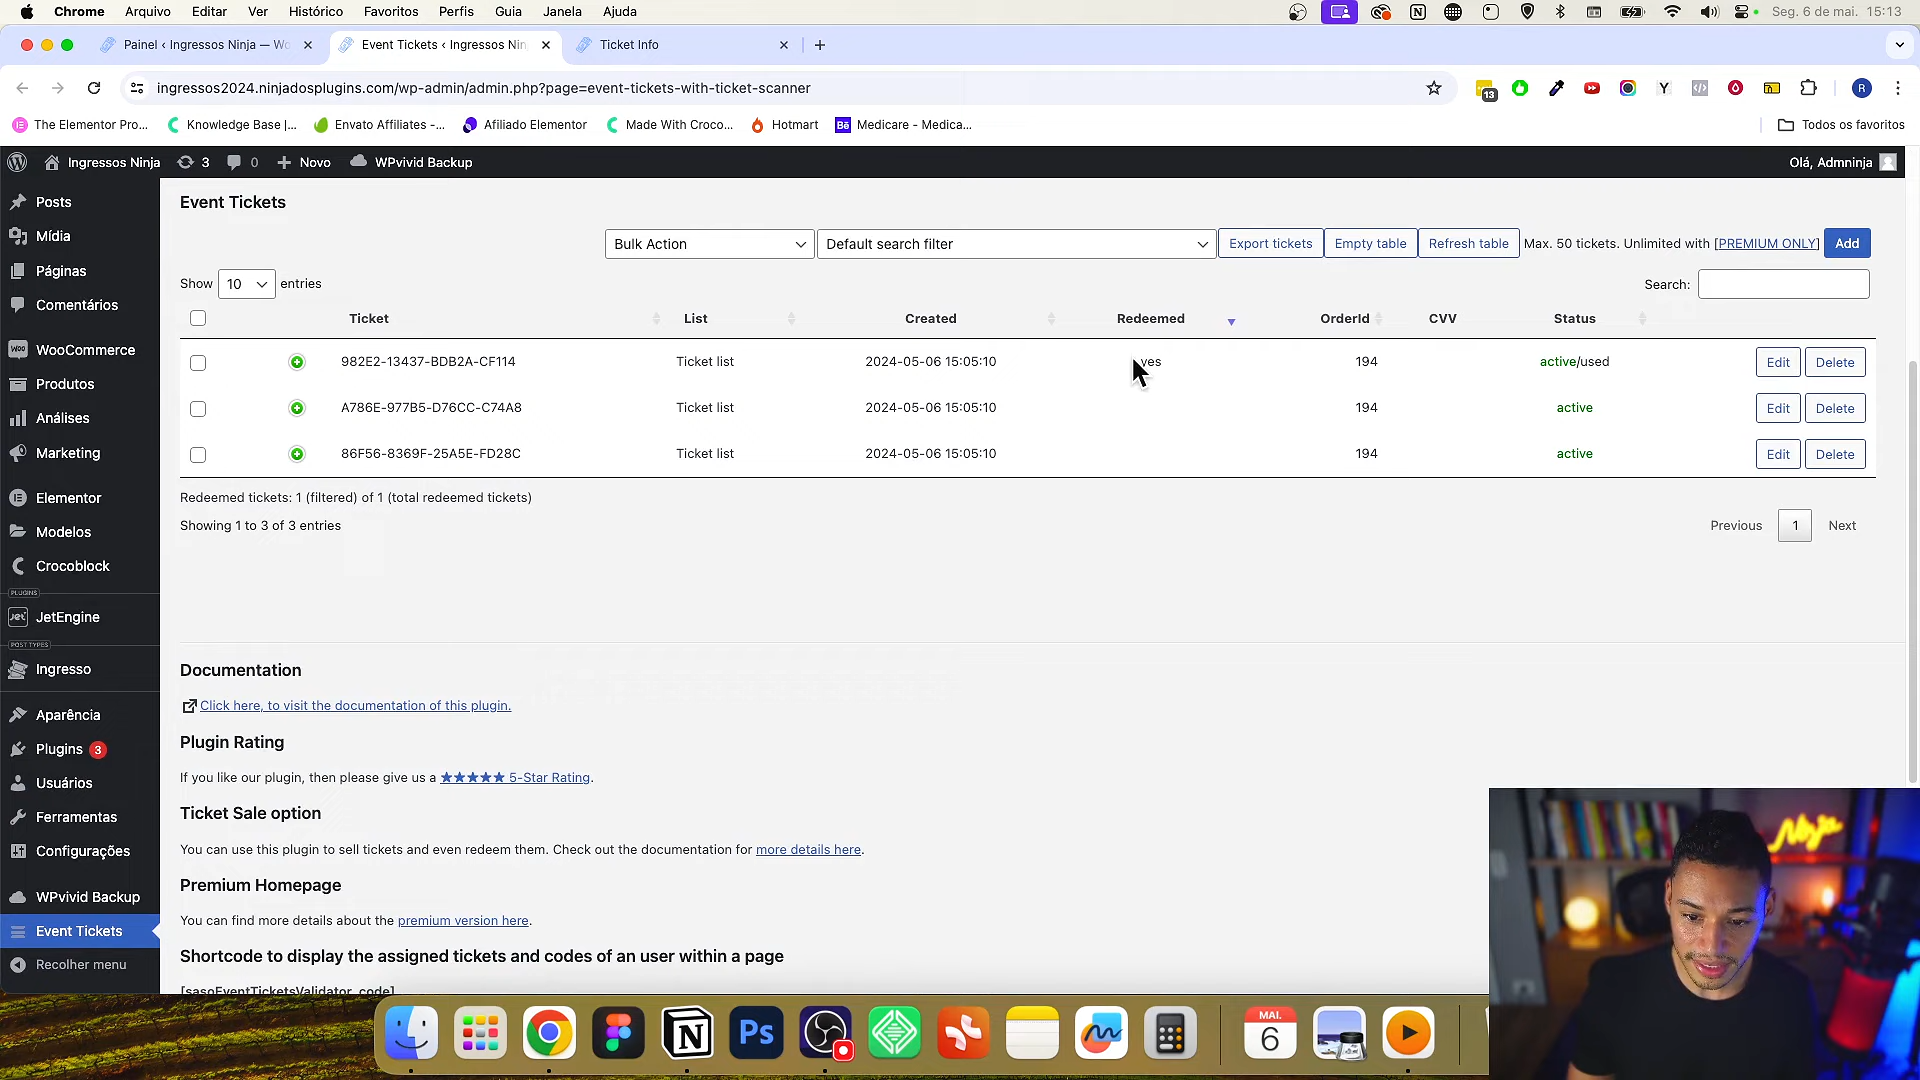 Chrome Arquivo Editar Ver Histórico Favoritos Perfis Guia Janela Ajuda Seg. 6 de mai. 15:13
Painel ‹ Ingressos Ninja — Wo Event Tickets ‹ Ingressos Nin Ticket Info
ingressos2024.ninjadosplugins.com/wp-admin/admin.php?page=event-tickets-with-ticket-scanner 13 Y R
The Elementor Pro... Knowledge Base |... Envato Affiliates -... Afiliado Elementor Made With Croco... Hotmart Bē Medicare - Medica... Todos os favoritos
Ingressos Ninja 3 0 Novo WPvivid Backup Olá, Admninja
Posts
Mídia
Páginas
Comentários
WooCommerce
Produtos
Análises
Marketing
Elementor
Modelos
Crocoblock
PLUGINS
JetEngine
POST TYPES
Ingresso
Aparência
Plugins 3
Usuários
Ferramentas
Configurações
WPvivid Backup
Event Tickets
Recolher menu
Event Tickets
Bulk Action Default search filter Export tickets Empty table Refresh table Max. 50 tickets. Unlimited with [PREMIUM ONLY] Add
Show 10 entries Search:
Ticket List Created Redeemed OrderId CVV Status
982E2-13437-BDB2A-CF114 Ticket list 2024-05-06 15:05:10 yes 194 active/used Edit Delete
A786E-977B5-D76CC-C74A8 Ticket list 2024-05-06 15:05:10 194 active Edit Delete
86F56-8369F-25A5E-FD28C Ticket list 2024-05-06 15:05:10 194 active Edit Delete
Redeemed tickets: 1 (filtered) of 1 (total redeemed tickets)
Showing 1 to 3 of 3 entries Previous 1 Next
Documentation
Click here, to visit the documentation of this plugin.
Plugin Rating
If you like our plugin, then please give us a ★★★★★ 5-Star Rating.
Ticket Sale option
You can use this plugin to sell tickets and even redeem them. Check out the documentation for more details here.
Premium Homepage
You can find more details about the premium version here.
Shortcode to display the assigned tickets and codes of an user within a page
[sasoEventTicketsValidator_code]
Ninja
Ps MAI. 6